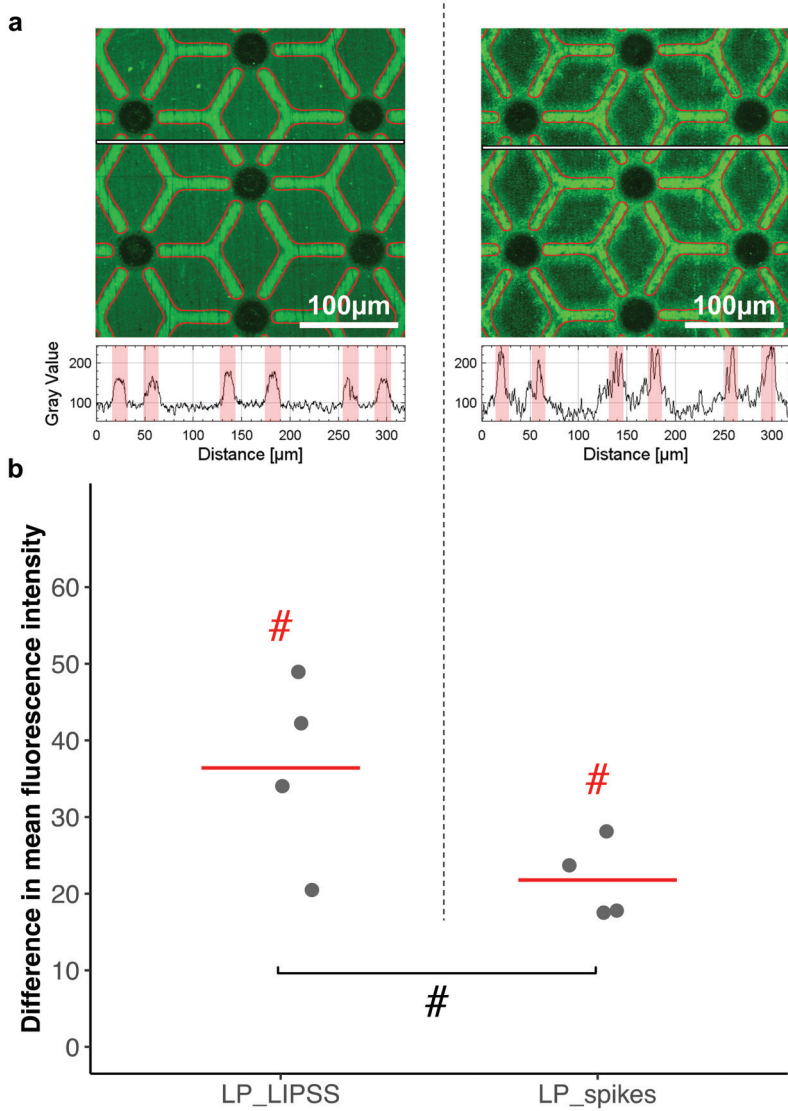 a
100μm
100μm
Gray Value
200
100
0 50 100 150 200 250 300
Distance [μm]
200
100
0 50 100 150 200 250 300
Distance [μm]
b
Difference in mean fluorescence intensity
60
50
40
30
20
10
0
#
#
#
LP_LIPSS
LP_spikes